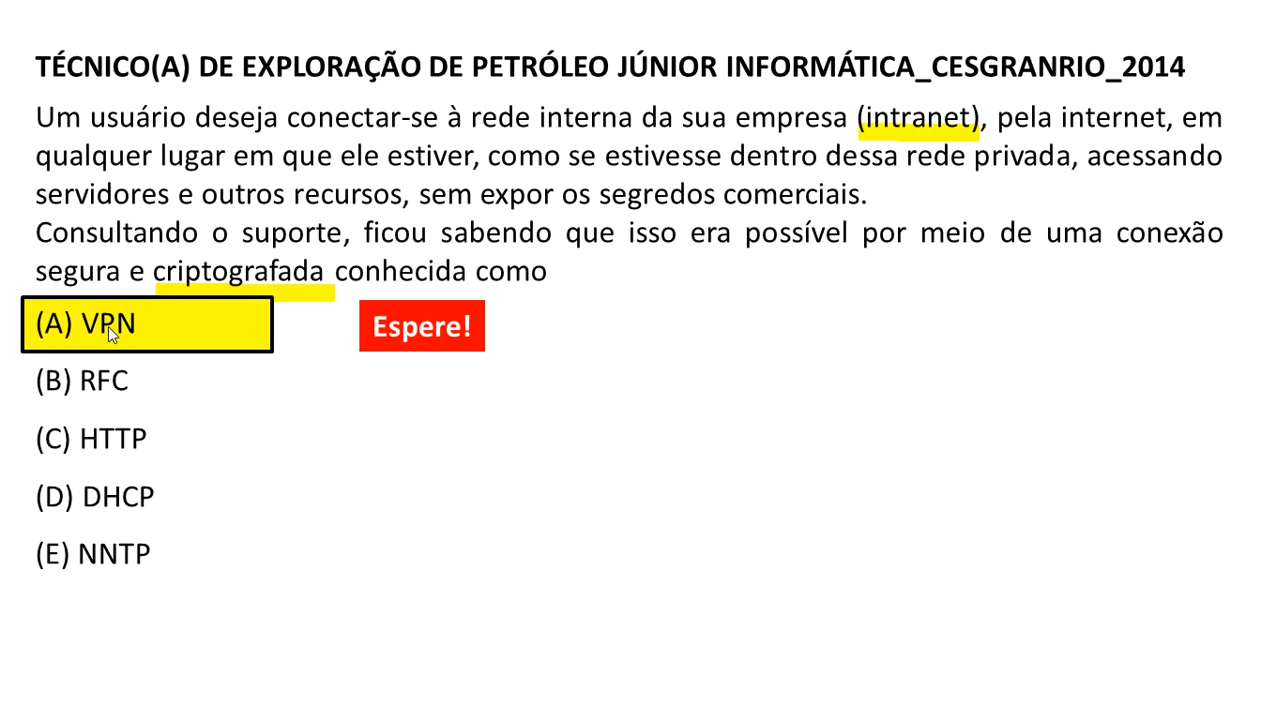 TÉCNICO(A) DE EXPLORAÇÃO DE PETRÓLEO JÚNIOR INFORMÁTICA_CESGRANRIO_2014
Um usuário deseja conectar-se à rede interna da sua empresa (intranet), pela internet, em
qualquer lugar em que ele estiver, como se estivesse dentro dessa rede privada, acessando
servidores e outros recursos, sem expor os segredos comerciais.
Consultando o suporte, ficou sabendo que isso era possível por meio de uma conexão
segura e criptografada conhecida como
(A) VPN
Espere!
(B) RFC
(C) HTTP
(D) DHCP
(E) NNTP